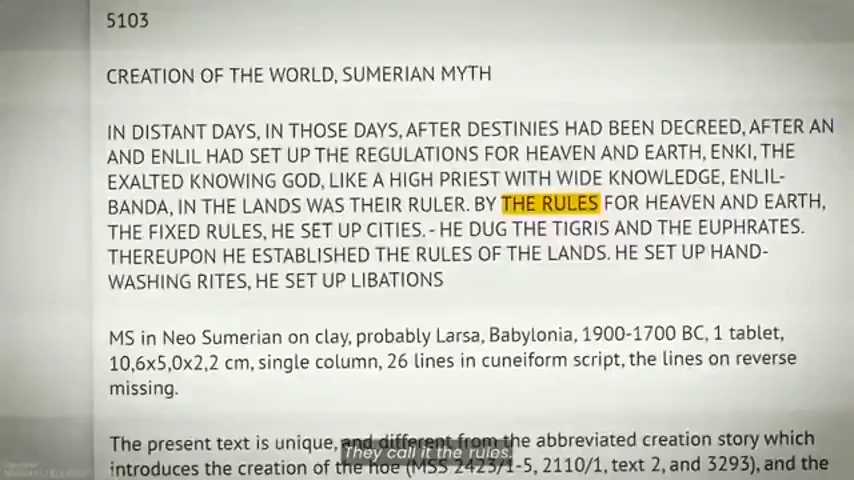 5103
CREATION OF THE WORLD, SUMERIAN MYTH
IN DISTANT DAYS, IN THOSE DAYS, AFTER DESTINIES HAD BEEN DECREED, AFTER AN
AND ENLIL HAD SET UP THE REGULATIONS FOR HEAVEN AND EARTH, ENKI, THE
EXALTED KNOWING GOD, LIKE A HIGH PRIEST WITH WIDE KNOWLEDGE, ENLIL-
BANDA, IN THE LANDS WAS THEIR RULER. BY THE RULES FOR HEAVEN AND EARTH,
THE FIXED RULES, HE SET UP CITIES. - HE DUG THE TIGRIS AND THE EUPHRATES.
THEREUPON HE ESTABLISHED THE RULES OF THE LANDS. HE SET UP HAND-
WASHING RITES, HE SET UP LIBATIONS
MS in Neo Sumerian on clay, probably Larsa, Babylonia, 1900-1700 BC, 1 tablet,
10,6x5,0x2,2 cm, single column, 26 lines in cuneiform script, the lines on reverse
missing.
The present text is unique, and different from the abbreviated creation story which
They call it the rules.
introduces the creation of the hoe (MSS 2423/1-5, 2110/1, text 2, and 3293), and the